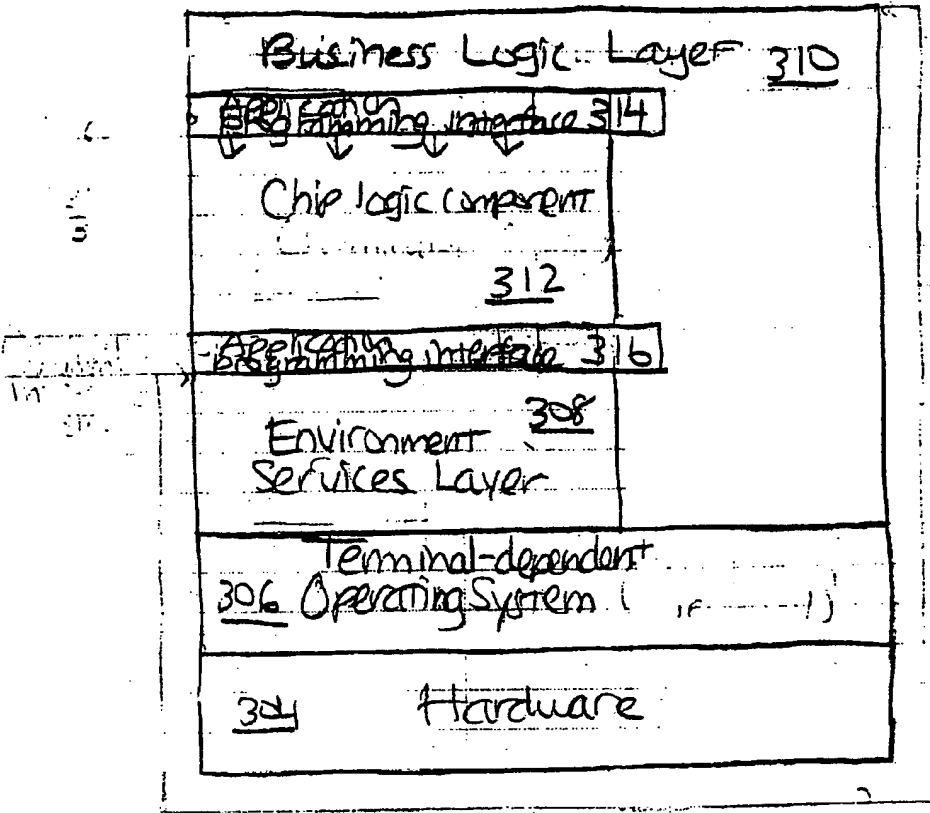 Business Logic Layer 310
Application
Programming interface 314
Chip logic component
312
Application
programming interface 316
308
Environment
Services Layer
Terminal-dependent
306 Operating System (
304 Hardware